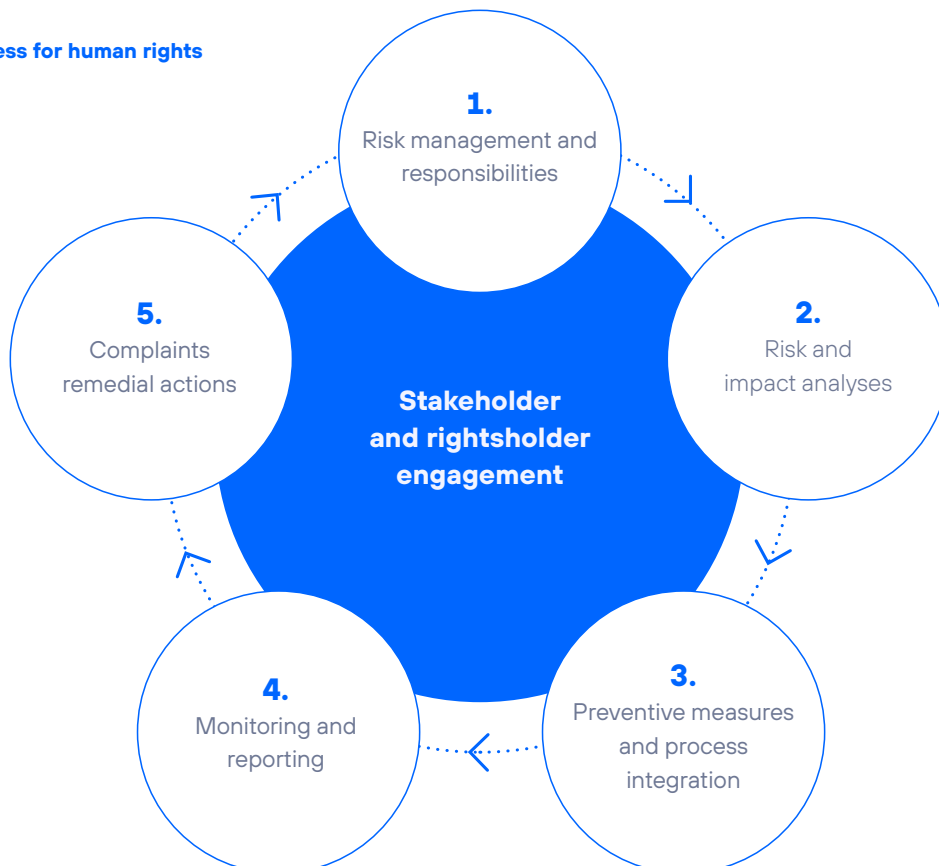 ess for human rights
1.
Risk management and
responsibilities
2.
Risk and
impact analyses
3.
Preventive measures
and process
integration
4.
Monitoring and
reporting
5.
Complaints
remedial actions
Stakeholder
and rightsholder
engagement